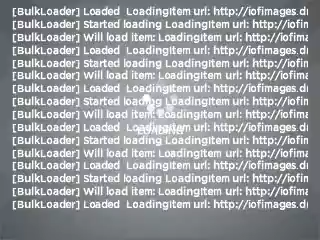 [BulkLoader] Loaded  LoadingItem url: http://iofimages.d
[BulkLoader] Started loading LoadingItem url: http://iofi
[BulkLoader] Will load item: LoadingItem url: http://iofima
[BulkLoader] Loaded  LoadingItem url: http://iofimages.d
[BulkLoader] Started loading LoadingItem url: http://iofi
[BulkLoader] Will load item: LoadingItem url: http://iofima
[BulkLoader] Loaded  LoadingItem url: http://iofimages.d
[BulkLoader] Started loading LoadingItem url: http://iofi
[BulkLoader] Will load item: LoadingItem url: http://iofima
[BulkLoader] Loaded  LoadingItem url: http://iofimages.d
LOADING
[BulkLoader] Started loading LoadingItem url: http://iofi
[BulkLoader] Will load item: LoadingItem url: http://iofima
[BulkLoader] Loaded  LoadingItem url: http://iofimages.d
[BulkLoader] Started loading LoadingItem url: http://iofi
[BulkLoader] Will load item: LoadingItem url: http://iofima
[BulkLoader] Loaded  LoadingItem url: http://iofimages.d